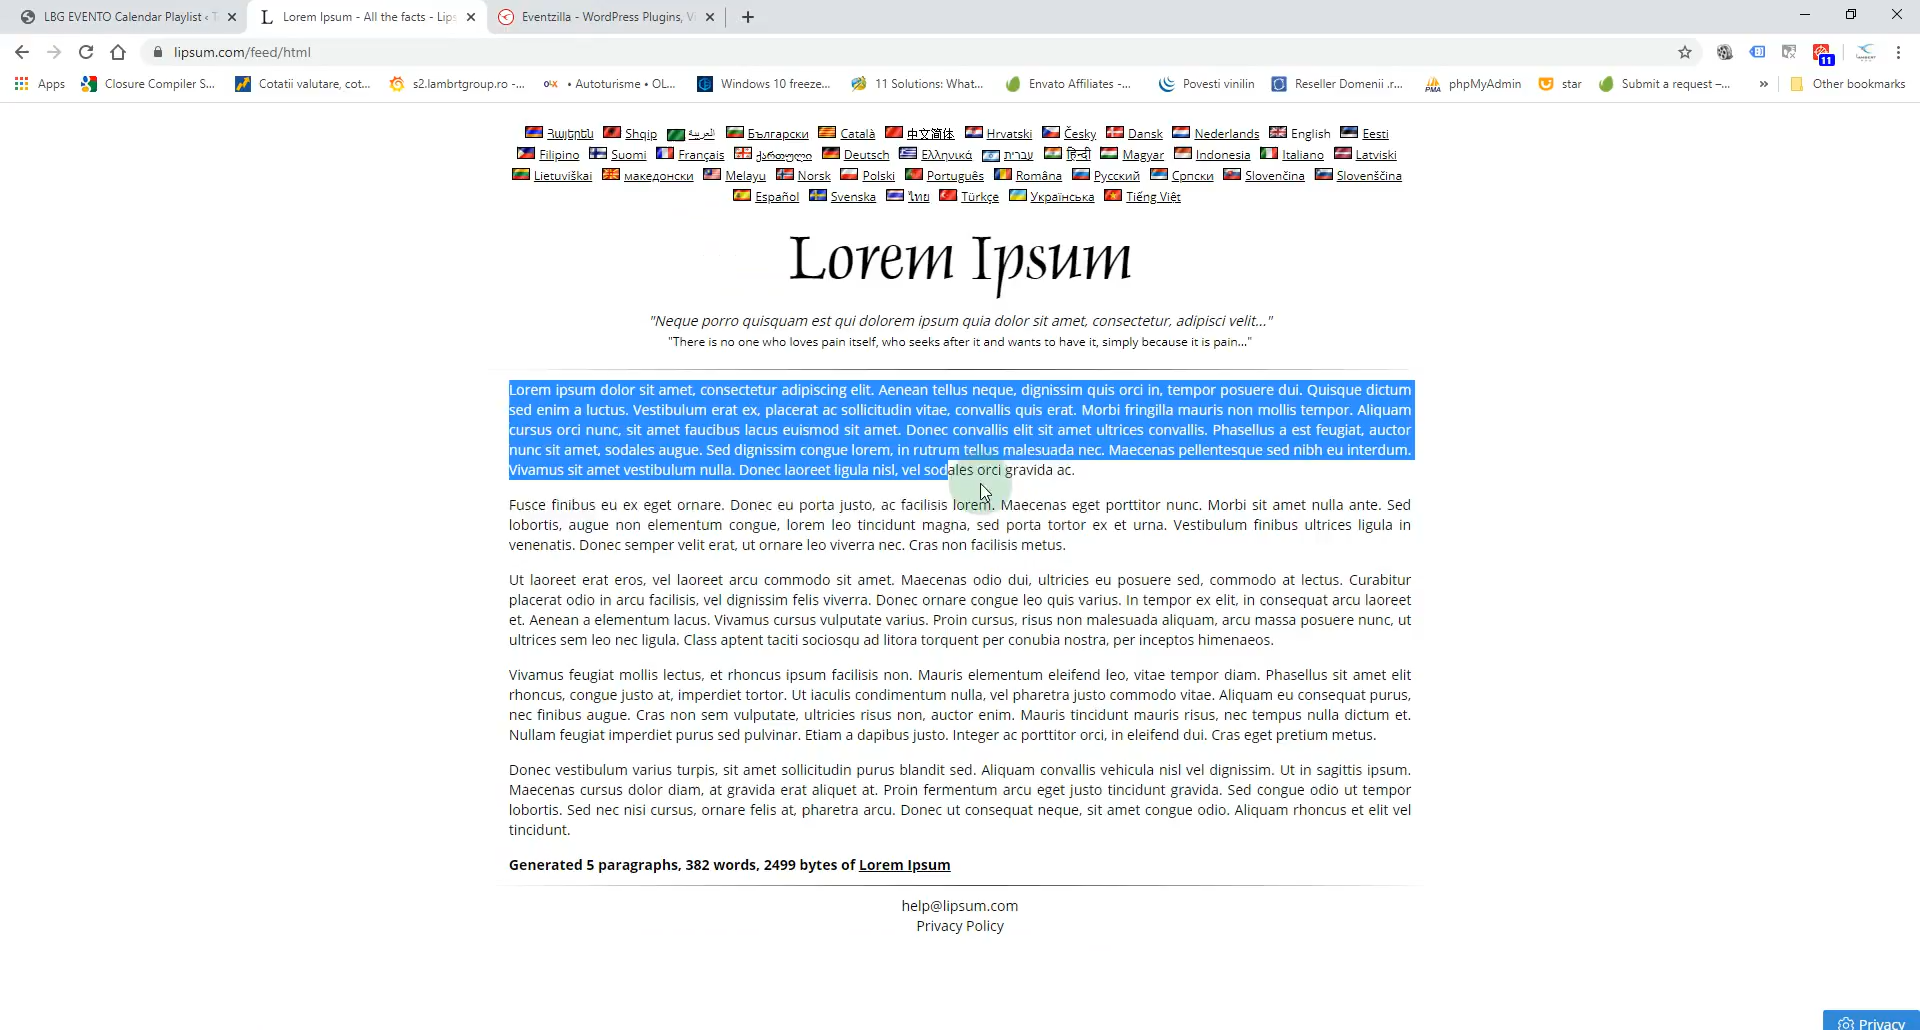 LBG EVENTO Calendar Playlist ‹
Lorem Ipsum - All the facts - Lips
Eventzilla - WordPress Plugins, Vi
lipsum.com/feed/html
Apps Closure Compiler S... Cotatii valutare, cot... s2.lambrtgroup.ro -... • Autoturisme • OL... Windows 10 freeze... 11 Solutions: What... Envato Affiliates -... Povesti vinilin Reseller Domenii .r... phpMyAdmin star Submit a request –... » Other bookmarks
11
Հայերեն Shqip العربية Български Català 中文简体 Hrvatski Česky Dansk Nederlands English Eesti
Filipino Suomi Français ქართული Deutsch Ελληνικά עברית हिन्दी Magyar Indonesia Italiano Latviski
Lietuviškai македонски Melayu Norsk Polski Português Româna Pyccкий Српски Slovenčina Slovenščina
Español Svenska ไทย Türkçe Українська Tiếng Việt
Lorem Ipsum
"Neque porro quisquam est qui dolorem ipsum quia dolor sit amet, consectetur, adipisci velit..."
"There is no one who loves pain itself, who seeks after it and wants to have it, simply because it is pain..."
Lorem ipsum dolor sit amet, consectetur adipiscing elit. Aenean tellus neque, dignissim quis orci in, tempor posuere dui. Quisque dictum
sed enim a luctus. Vestibulum erat ex, placerat ac sollicitudin vitae, convallis quis erat. Morbi fringilla mauris non mollis tempor. Aliquam
cursus orci nunc, sit amet faucibus lacus euismod sit amet. Donec convallis elit sit amet ultrices convallis. Phasellus a est feugiat, auctor
nunc sit amet, sodales augue. Sed dignissim congue lorem, in rutrum tellus malesuada nec. Maecenas pellentesque sed nibh eu interdum.
Vivamus sit amet vestibulum nulla. Donec laoreet ligula nisl, vel sodales orci gravida ac.
Fusce finibus eu ex eget ornare. Donec eu porta justo, ac facilisis lorem. Maecenas eget porttitor nunc. Morbi sit amet nulla ante. Sed
lobortis, augue non elementum congue, lorem leo tincidunt magna, sed porta tortor ex et urna. Vestibulum finibus ultrices ligula in
venenatis. Donec semper velit erat, ut ornare leo viverra nec. Cras non facilisis metus.
Ut laoreet erat eros, vel laoreet arcu commodo sit amet. Maecenas odio dui, ultricies eu posuere sed, commodo at lectus. Curabitur
placerat odio in arcu facilisis, vel dignissim felis viverra. Donec ornare congue leo quis varius. In tempor ex elit, in consequat arcu laoreet
et. Aenean a elementum lacus. Vivamus cursus vulputate varius. Proin cursus, risus non malesuada aliquam, arcu massa posuere nunc, ut
ultrices sem leo nec ligula. Class aptent taciti sociosqu ad litora torquent per conubia nostra, per inceptos himenaeos.
Vivamus feugiat mollis lectus, et rhoncus ipsum facilisis non. Mauris elementum eleifend leo, vitae tempor diam. Phasellus sit amet elit
rhoncus, congue justo at, imperdiet tortor. Ut iaculis condimentum nulla, vel pharetra justo commodo vitae. Aliquam eu consequat purus,
nec finibus augue. Cras non sem vulputate, ultricies risus non, auctor enim. Mauris tincidunt mauris risus, nec tempus nulla dictum et.
Nullam feugiat imperdiet purus sed pulvinar. Etiam a dapibus justo. Integer ac porttitor orci, in eleifend dui. Cras eget pretium metus.
Donec vestibulum varius turpis, sit amet sollicitudin purus blandit sed. Aliquam convallis vehicula nisl vel dignissim. Ut in sagittis ipsum.
Maecenas cursus dolor diam, at gravida erat aliquet at. Proin fermentum arcu eget justo tincidunt gravida. Sed congue odio ut tempor
lobortis. Sed nec nisi cursus, ornare felis at, pharetra arcu. Donec ut consequat neque, sit amet congue odio. Aliquam rhoncus et elit vel
tincidunt.
Generated 5 paragraphs, 382 words, 2499 bytes of Lorem Ipsum
help@lipsum.com
Privacy Policy
Privacy